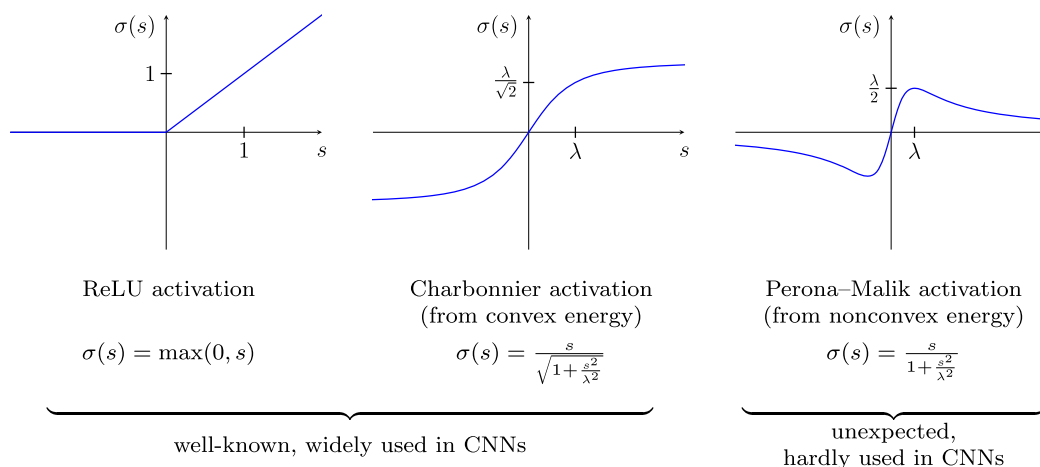 σ(s)
1
1
s
σ(s)
λ/√2
λ
s
σ(s)
λ/2
λ
ReLU activation
σ(s) = max(0, s)
Charbonnier activation
(from convex energy)
σ(s) = s/√(1+s²/λ²)
Perona–Malik activation
(from nonconvex energy)
σ(s) = s/(1+s²/λ²)
well-known, widely used in CNNs
unexpected,
hardly used in CNNs